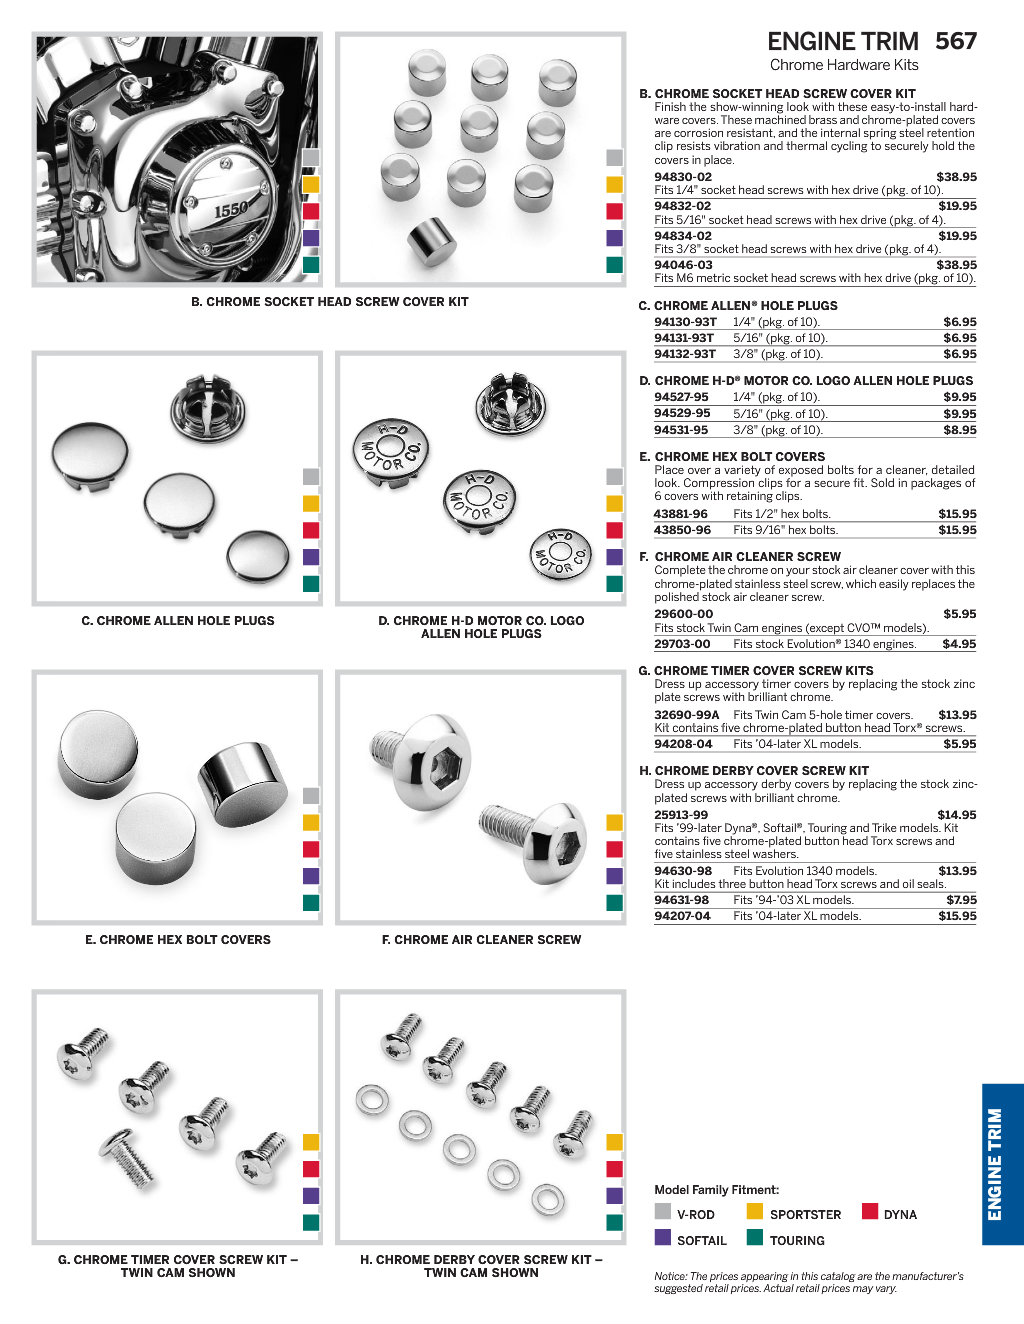 ENGINE TRIM 567
Chrome Hardware Kits
1550
B. CHROME SOCKET HEAD SCREW COVER KIT
H-D
MOTOR CO.
H-D
MOTOR CO.
H-D
MOTOR CO.
C. CHROME ALLEN HOLE PLUGS
D. CHROME H-D MOTOR CO. LOGO
ALLEN HOLE PLUGS
E. CHROME HEX BOLT COVERS
F. CHROME AIR CLEANER SCREW
G. CHROME TIMER COVER SCREW KIT –
TWIN CAM SHOWN
H. CHROME DERBY COVER SCREW KIT –
TWIN CAM SHOWN
B. CHROME SOCKET HEAD SCREW COVER KIT
Finish the show-winning look with these easy-to-install hard-
ware covers. These machined brass and chrome-plated covers
are corrosion resistant, and the internal spring steel retention
clip resists vibration and thermal cycling to securely hold the
covers in place.
94830-02 $38.95
Fits 1/4" socket head screws with hex drive (pkg. of 10).
94832-02 $19.95
Fits 5/16" socket head screws with hex drive (pkg. of 4).
94834-02 $19.95
Fits 3/8" socket head screws with hex drive (pkg. of 4).
94046-03 $38.95
Fits M6 metric socket head screws with hex drive (pkg. of 10).
C. CHROME ALLEN® HOLE PLUGS
94130-93T 1/4" (pkg. of 10). $6.95
94131-93T 5/16" (pkg. of 10). $6.95
94132-93T 3/8" (pkg. of 10). $6.95
D. CHROME H-D® MOTOR CO. LOGO ALLEN HOLE PLUGS
94527-95 1/4" (pkg. of 10). $9.95
94529-95 5/16" (pkg. of 10). $9.95
94531-95 3/8" (pkg. of 10). $8.95
E. CHROME HEX BOLT COVERS
Place over a variety of exposed bolts for a cleaner, detailed
look. Compression clips for a secure fit. Sold in packages of
6 covers with retaining clips.
43881-96 Fits 1/2" hex bolts. $15.95
43850-96 Fits 9/16" hex bolts. $15.95
F. CHROME AIR CLEANER SCREW
Complete the chrome on your stock air cleaner cover with this
chrome-plated stainless steel screw, which easily replaces the
polished stock air cleaner screw.
29600-00 $5.95
Fits stock Twin Cam engines (except CVO™ models).
29703-00 Fits stock Evolution® 1340 engines. $4.95
G. CHROME TIMER COVER SCREW KITS
Dress up accessory timer covers by replacing the stock zinc
plate screws with brilliant chrome.
32690-99A Fits Twin Cam 5-hole timer covers. $13.95
Kit contains five chrome-plated button head Torx® screws.
94208-04 Fits '04-later XL models. $5.95
H. CHROME DERBY COVER SCREW KIT
Dress up accessory derby covers by replacing the stock zinc-
plated screws with brilliant chrome.
25913-99 $14.95
Fits '99-later Dyna®, Softail®, Touring and Trike models. Kit
contains five chrome-plated button head Torx screws and
five stainless steel washers.
94630-98 Fits Evolution 1340 models. $13.95
Kit includes three button head Torx screws and oil seals.
94631-98 Fits '94-'03 XL models. $7.95
94207-04 Fits '04-later XL models. $15.95
ENGINE TRIM
Model Family Fitment:
V-ROD SPORTSTER DYNA
SOFTAIL TOURING
Notice: The prices appearing in this catalog are the manufacturer's
suggested retail prices. Actual retail prices may vary.